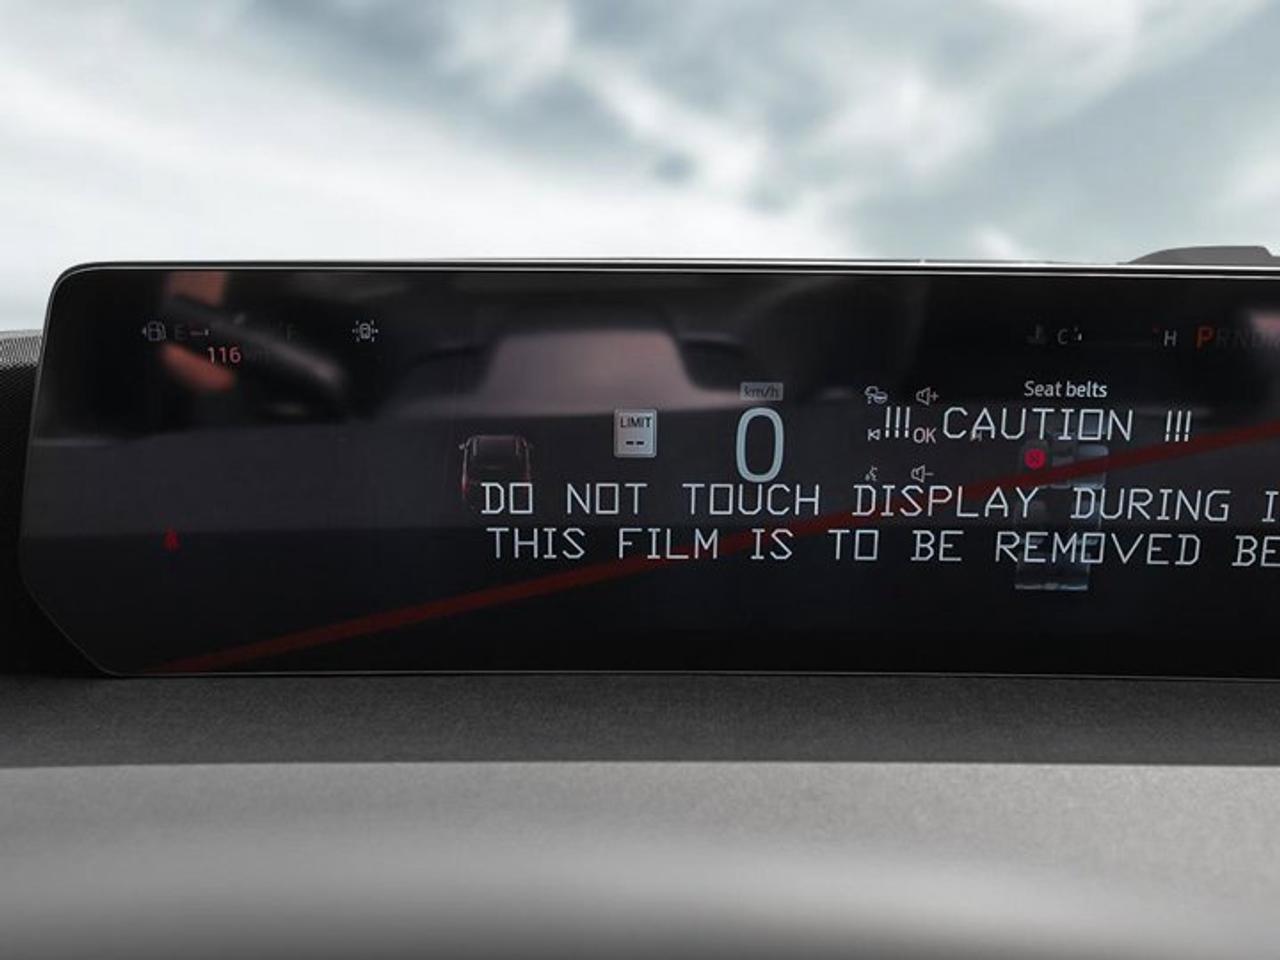 E F
116
C H PRND
km/h
Seat belts
LIMIT
--
0
OK
!!! CAUTION !!!
DO NOT TOUCH DISPLAY DURING
THIS FILM IS TO BE REMOVED